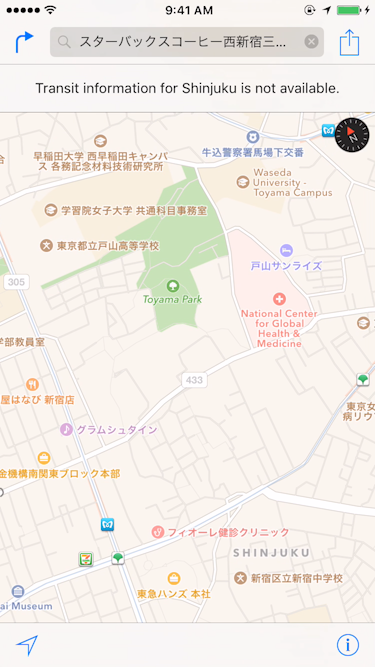 9:41 AM
スターバックスコーヒー西新宿三...
Transit information for Shinjuku is not available.
早稲田大学 西早稲田キャンパ
ス 各務記念材料技術研究所
牛込警察署馬場下交番
N
Waseda
University -
Toyama Campus
学習院女子大学 共通科目事務室
東京都立戸山高等学校
戸山サンライズ
305
Toyama Park
National Center
for Global
Health &
Medicine
学部教員室
433
屋はなび 新宿店
東京女
病リウ
グラムシュタイン
金機構南関東ブロック本部
フィオーレ健診クリニック
SHINJUKU
新宿区立新宿中学校
東急ハンズ 本社
ai Museum